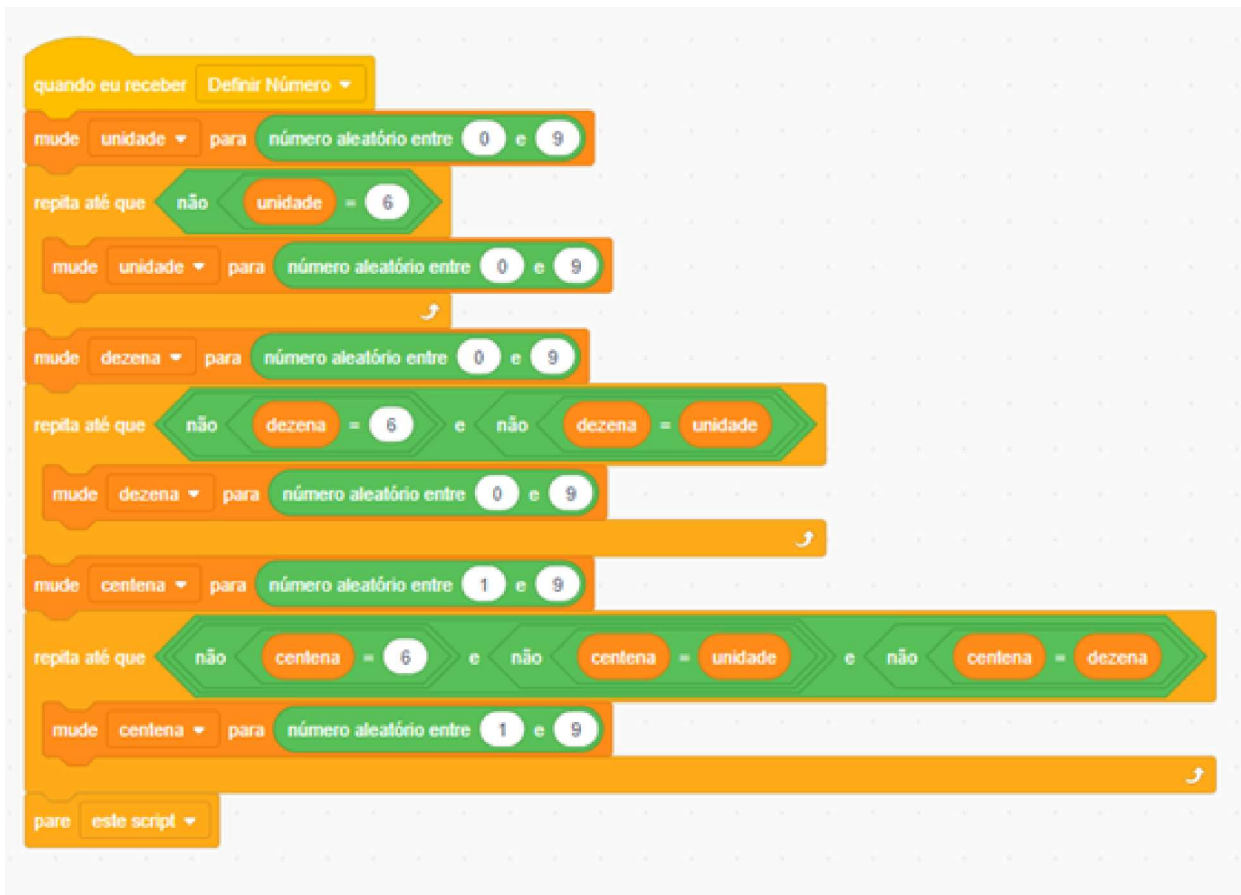 quando eu receber Definir Número
mude unidade para número aleatório entre 0 e 9
repita até que não unidade = 6
mude unidade para número aleatório entre 0 e 9
mude dezena para número aleatório entre 0 e 9
repita até que não dezena = 6 e não dezena = unidade
mude dezena para número aleatório entre 0 e 9
mude centena para número aleatório entre 1 e 9
repita até que não centena = 6 e não centena = unidade e não centena = dezena
mude centena para número aleatório entre 1 e 9
pare este script